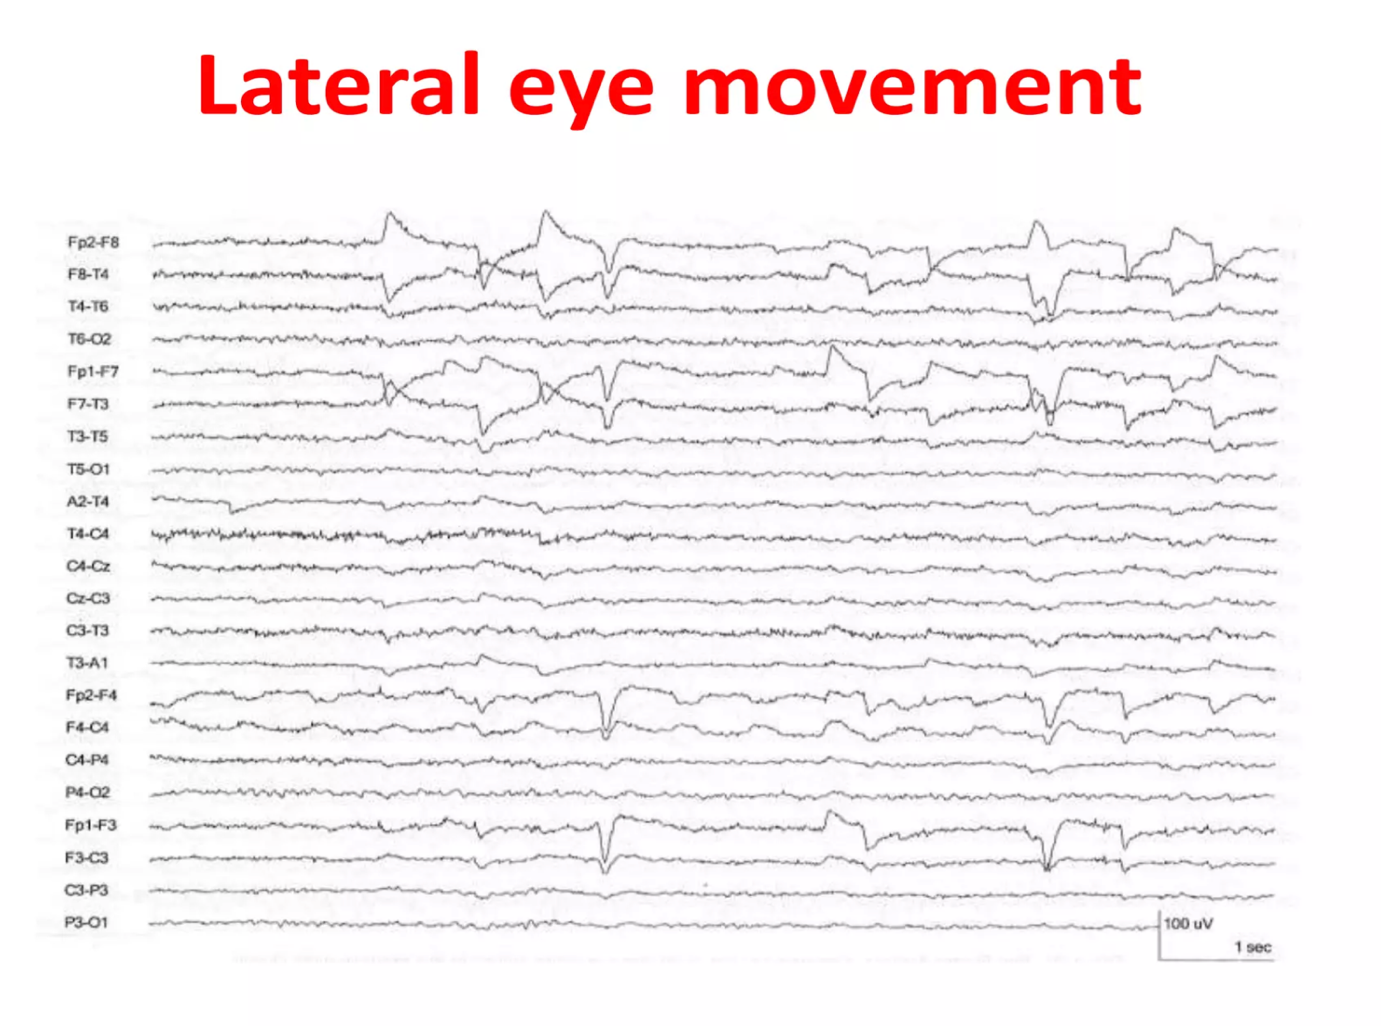 Lateral eye movement
Fp2-F8
F8-T4
T4-T6
T6-O2
Fp1-F7
F7-T3
T3-T5
T5-O1
A2-T4
T4-C4
C4-Cz
Cz-C3
C3-T3
T3-A1
Fp2-F4
F4-C4
C4-P4
P4-O2
Fp1-F3
F3-C3
C3-P3
P3-O1
100 uV
1 sec